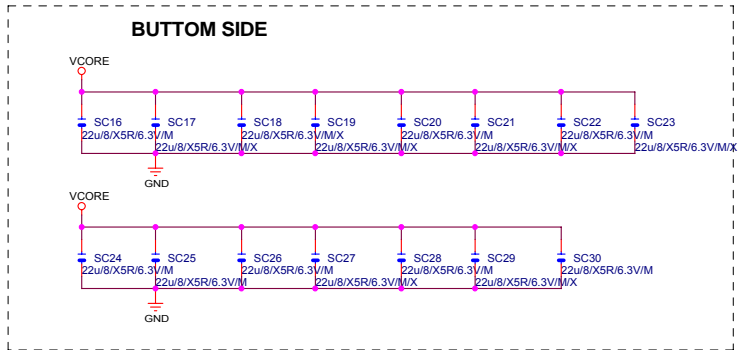 BUTTOM SIDE
VCORE
SC16 SC17 SC18 SC19 SC20 SC21 SC22 SC23
22u/8/X5R/6.3V/M 22u/8/X5R/6.3V/M/X 22u/8/X5R/6.3V/M 22u/8/X5R/6.3V/M
22u/8/X5R/6.3V/M/X 22u/8/X5R/6.3V/M/X 22u/8/X5R/6.3V/M/X 22u/8/X5R/6.3V/M/X
GND
VCORE
SC24 SC25 SC26 SC27 SC28 SC29 SC30
22u/8/X5R/6.3V/M 22u/8/X5R/6.3V/M 22u/8/X5R/6.3V/M 22u/8/X5R/6.3V/M
22u/8/X5R/6.3V/M 22u/8/X5R/6.3V/M/X 22u/8/X5R/6.3V/M/X
GND